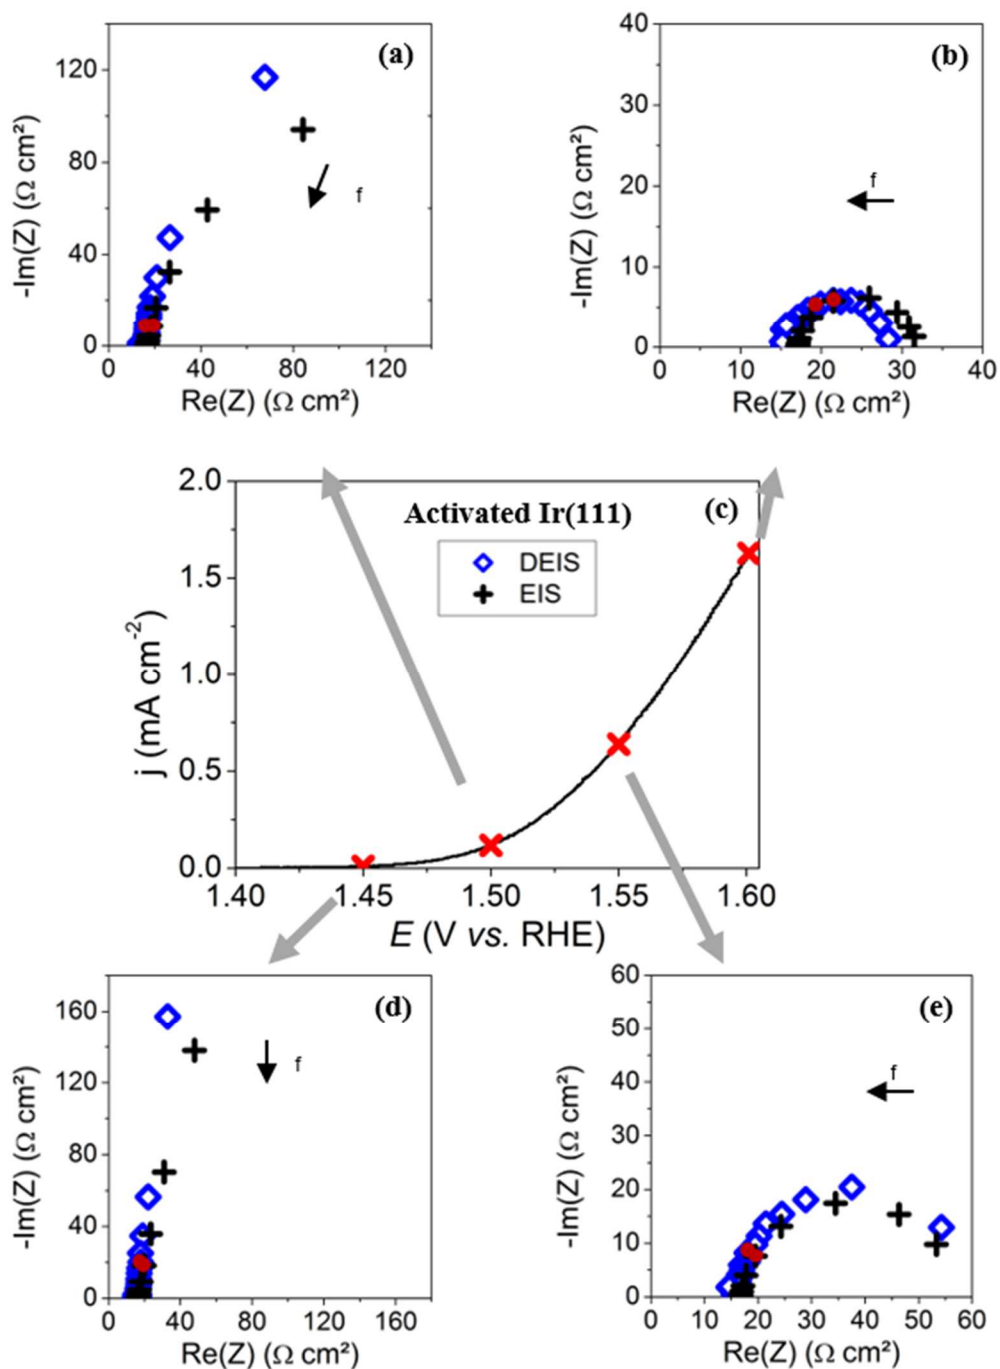 (a)
120
80
40
0
-Im(Z) (Ω cm²)
f
0 40 80 120
Re(Z) (Ω cm²)
(b)
40
30
20
10
0
-Im(Z) (Ω cm²)
f
0 10 20 30 40
Re(Z) (Ω cm²)
(c)
Activated Ir(111)
DEIS
EIS
2.0
1.5
1.0
0.5
0.0
j (mA cm⁻²)
1.40 1.45 1.50 1.55 1.60
E (V vs. RHE)
(d)
160
120
80
40
0
-Im(Z) (Ω cm²)
f
0 40 80 120 160
Re(Z) (Ω cm²)
(e)
60
50
40
30
20
10
0
-Im(Z) (Ω cm²)
f
0 10 20 30 40 50 60
Re(Z) (Ω cm²)